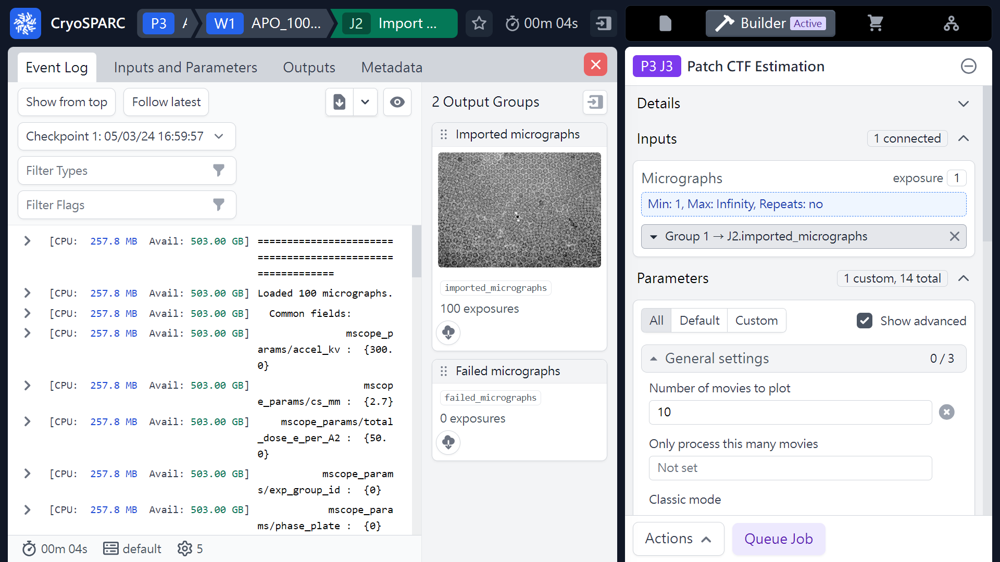 CryoSPARC
P3
W1 APO_100...
J2 Import ...
00m 04s
Builder Active
Event Log
Inputs and Parameters
Outputs
Metadata
Show from top
Follow latest
Checkpoint 1: 05/03/24 16:59:57
Filter Types
Filter Flags
[CPU: 257.8 MB Avail: 503.00 GB] =======================
=======================
=============
[CPU: 257.8 MB Avail: 503.00 GB] Loaded 100 micrographs.
[CPU: 257.8 MB Avail: 503.00 GB] Common fields:
[CPU: 257.8 MB Avail: 503.00 GB] mscope_p
arams/accel_kv : {300.
0}
[CPU: 257.8 MB Avail: 503.00 GB] mscop
e_params/cs_mm : {2.7}
[CPU: 257.8 MB Avail: 503.00 GB] mscope_params/total
_dose_e_per_A2 : {50.
0}
[CPU: 257.8 MB Avail: 503.00 GB] mscope_param
s/exp_group_id : {0}
[CPU: 257.8 MB Avail: 503.00 GB] mscope_para
ms/phase_plate : {0}
00m 04s
default
5
2 Output Groups
Imported micrographs
imported_micrographs
100 exposures
Failed micrographs
failed_micrographs
0 exposures
P3 J3 Patch CTF Estimation
Details
Inputs
1 connected
Micrographs
exposure 1
Min: 1, Max: Infinity, Repeats: no
Group 1 → J2.imported_micrographs
Parameters
1 custom, 14 total
All
Default
Custom
Show advanced
General settings
0 / 3
Number of movies to plot
10
Only process this many movies
Not set
Classic mode
Actions
Queue Job